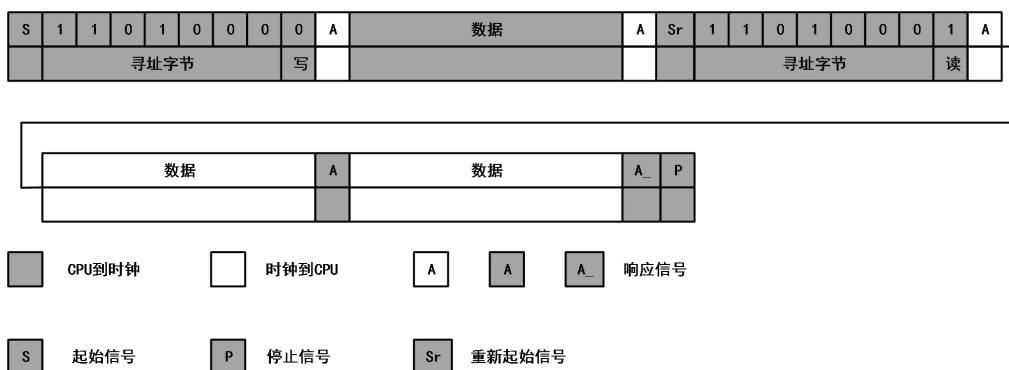 S 1 1 0 1 0 0 0 0 A 数据 A Sr 1 1 0 1 0 0 0 1 A
寻址字节 写 寻址字节 读
数据 A 数据 A_ P
CPU到时钟 时钟到CPU A A A_ 响应信号
S 起始信号 P 停止信号 Sr 重新起始信号